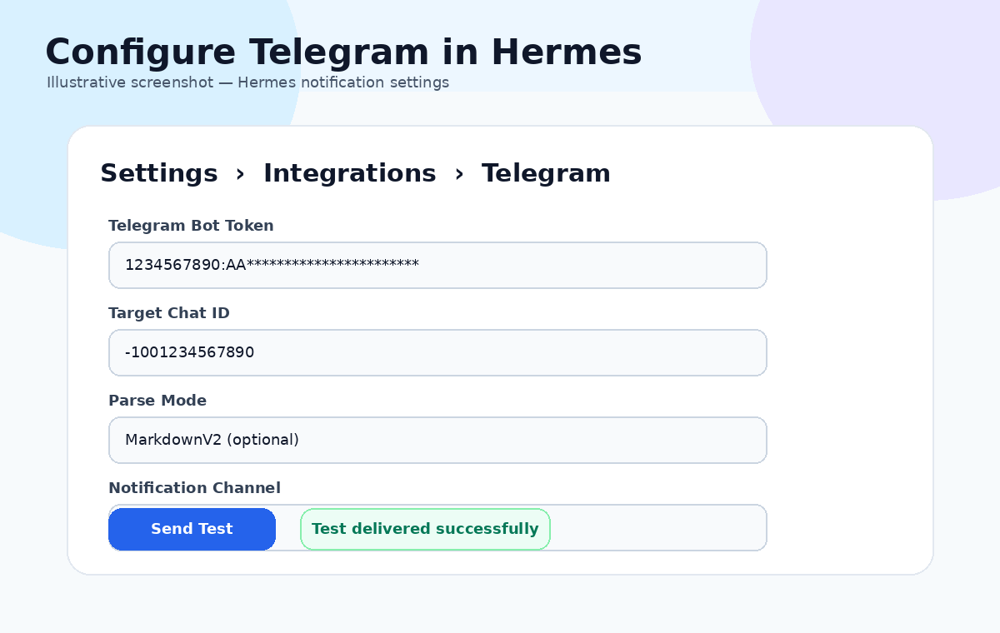 Configure Telegram in Hermes
Illustrative screenshot — Hermes notification settings
Settings › Integrations › Telegram
Telegram Bot Token
1234567890:AA***********************
Target Chat ID
-1001234567890
Parse Mode
MarkdownV2 (optional)
Notification Channel
Send Test
Test delivered successfully